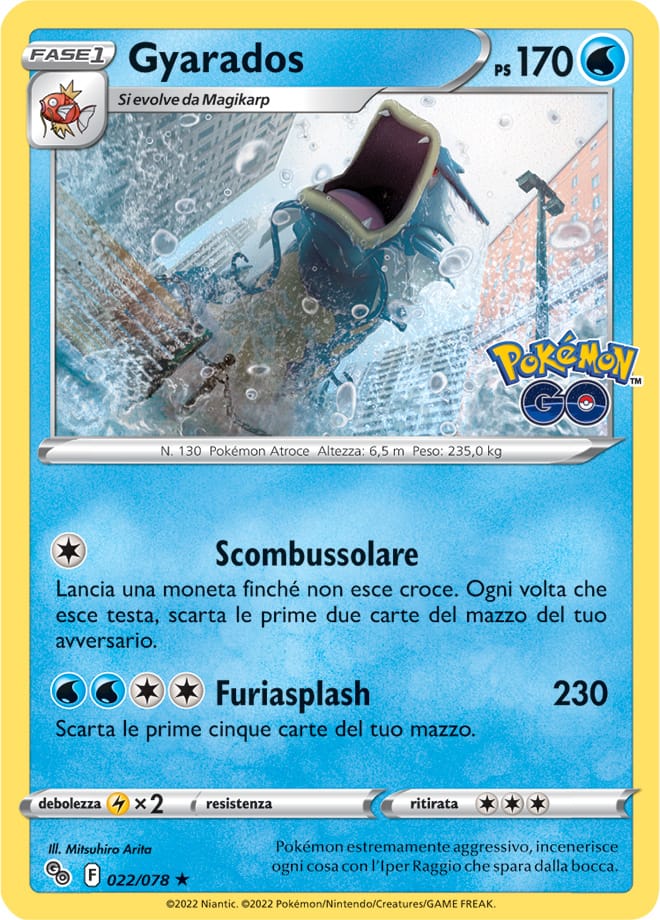 FASE 1
Gyarados
PS 170
Si evolve da Magikarp
POKÉMON
GO
TM
N. 130 Pokémon Atroce Altezza: 6,5 m Peso: 235,0 kg
Scombussolare
Lancia una moneta finché non esce croce. Ogni volta che
esce testa, scarta le prime due carte del mazzo del tuo
avversario.
Furiasplash 230
Scarta le prime cinque carte del tuo mazzo.
debolezza ×2 resistenza ritirata
Ill. Mitsuhiro Arita
Pokémon estremamente aggressivo, incenerisce
ogni cosa con l'Iper Raggio che spara dalla bocca.
F 022/078 ★
©2022 Niantic. ©2022 Pokémon/Nintendo/Creatures/GAME FREAK.